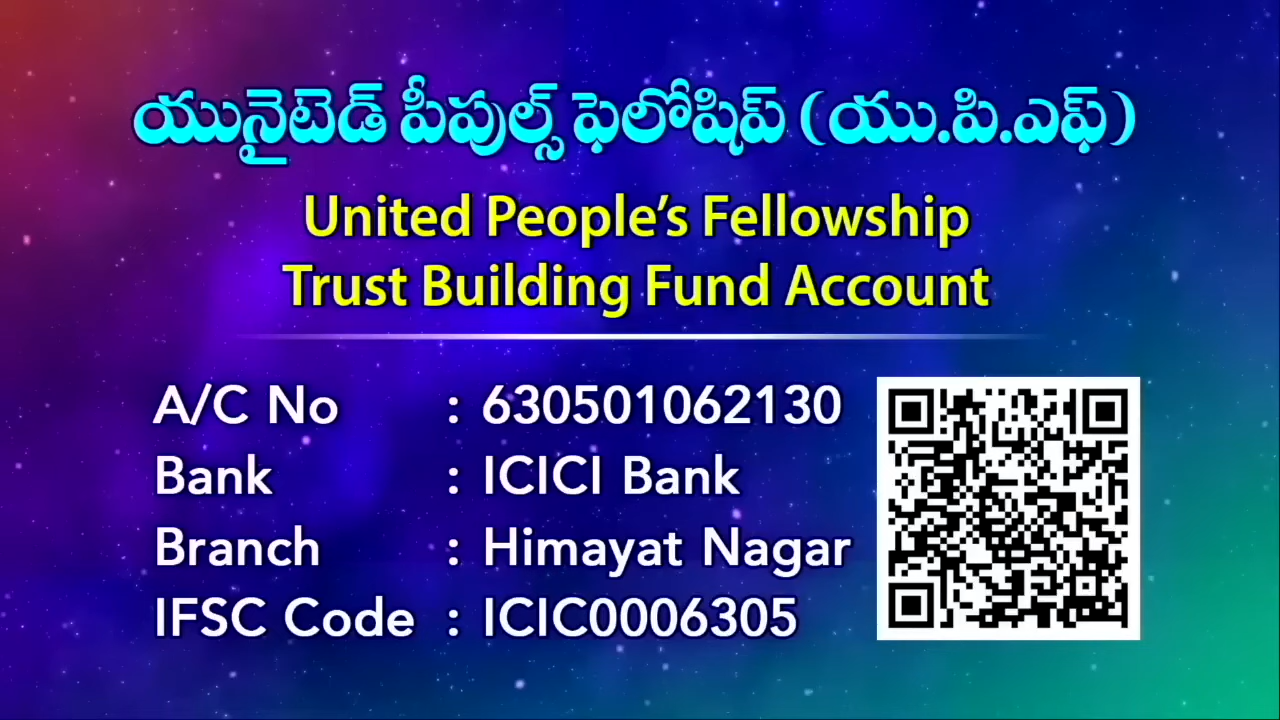 యునైటెడ్ పీపుల్స్ ఫెలోషిప్ (యు.పి.ఎఫ్)
United People's Fellowship
Trust Building Fund Account
A/C No : 630501062130
Bank : ICICI Bank
Branch : Himayat Nagar
IFSC Code : ICIC0006305